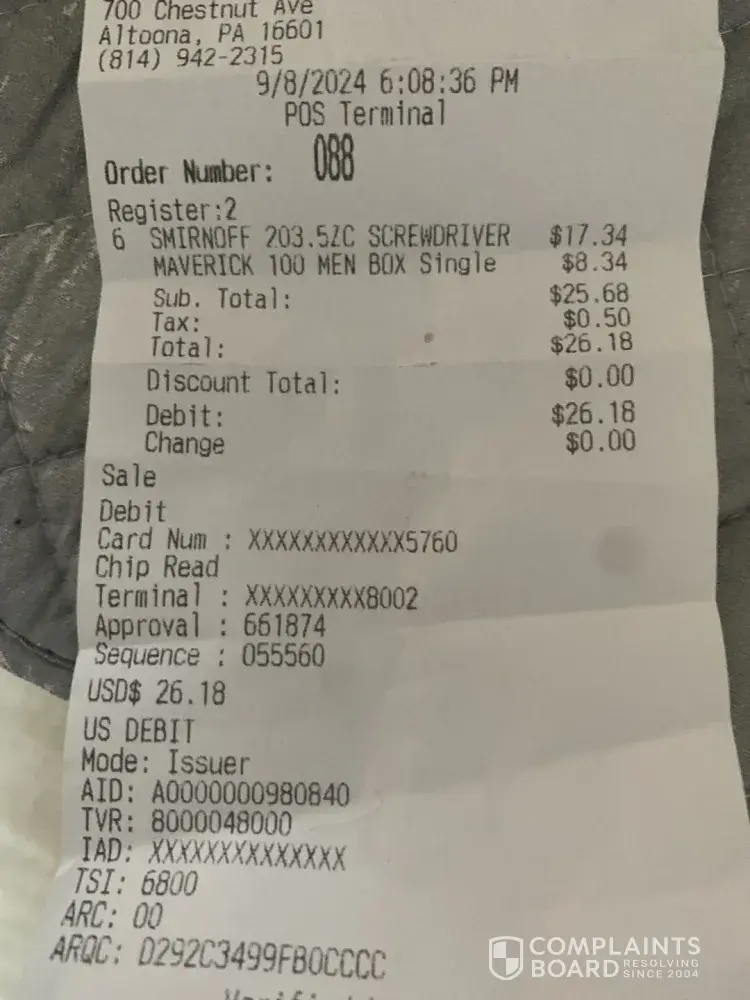 700 Chestnut Ave
Altoona, PA 16601
(814) 942-2315
9/8/2024 6:08:36 PM
POS Terminal
Order Number: 088
Register:2
6 SMIRNOFF 203.5ZC SCREWDRIVER $17.34
MAVERICK 100 MEN BOX Single $8.34
Sub. Total: $25.68
Tax: $0.50
Total: $26.18
Discount Total: $0.00
Debit: $26.18
Change $0.00
Sale
Debit
Card Num : XXXXXXXXXXXX5760
Chip Read
Terminal : XXXXXXXXX8002
Approval : 661874
Sequence : 055560
USD$ 26.18
US DEBIT
Mode: Issuer
AID: A0000000980840
TVR: 8000048000
IAD: XXXXXXXXXXXXXX
TSI: 6800
ARC: 00
ARQC: D292C3499FB0CCCC
COMPLAINTS
BOARD RESOLVING
SINCE 2004